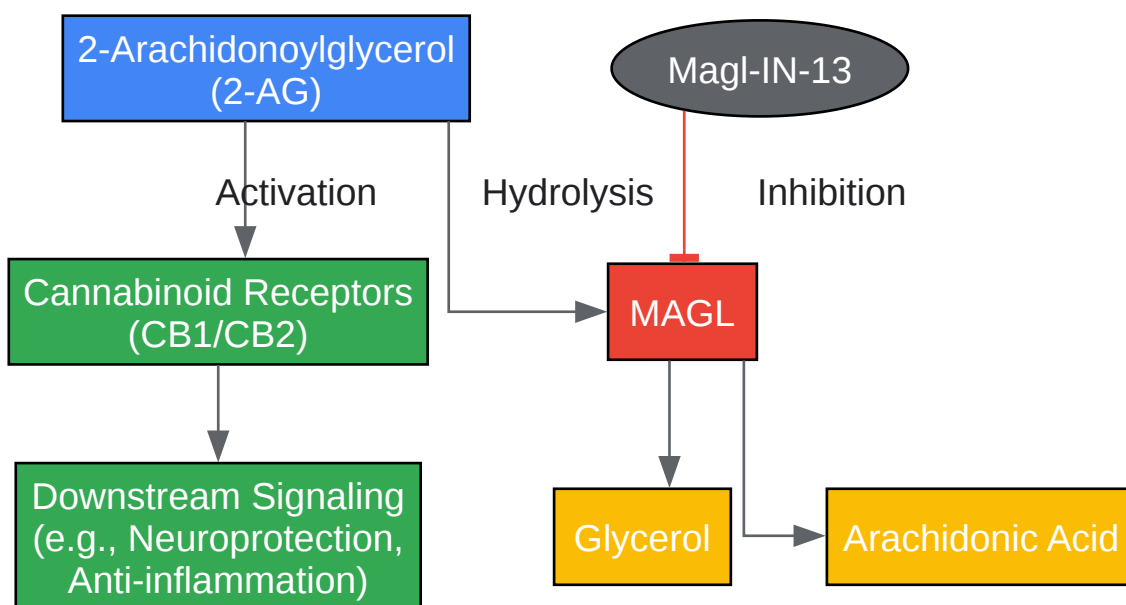 2-Arachidonoylglycerol
(2-AG)
Magl-IN-13
Activation
Hydrolysis
Inhibition
Cannabinoid Receptors
(CB1/CB2)
MAGL
Downstream Signaling
(e.g., Neuroprotection,
Anti-inflammation)
Glycerol
Arachidonic Acid